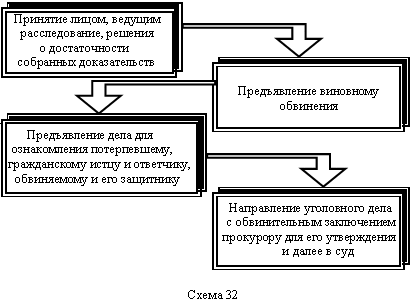 Принятие лицом, ведущим
расследование, решения
о достаточности
собранных доказательств
Предъявление виновному
обвинения
Предъявление дела для
ознакомления потерпевшему,
гражданскому истцу и ответчику,
обвиняемому и его защитнику
Направление уголовного дела
с обвинительным заключением
прокурору для его утверждения
и далее в суд
Схема 32